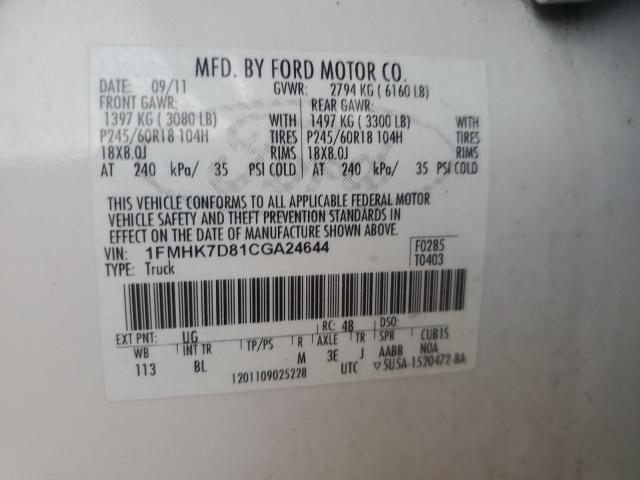 MFD. BY FORD MOTOR CO.
DATE: 09/11 GVWR: 2794 KG ( 6160 LB)
FRONT GAWR: REAR GAWR:
1397 KG ( 3080 LB) WITH 1497 KG ( 3300 LB) WITH
P245/60R18 104H TIRES P245/60R18 104H TIRES
18X8.0J RIMS 18X8.0J RIMS
AT 240 kPa/ 35 PSI COLD AT 240 kPa/ 35 PSI COLD
THIS VEHICLE CONFORMS TO ALL APPLICABLE FEDERAL MOTOR
VEHICLE SAFETY AND THEFT PREVENTION STANDARDS IN
EFFECT ON THE DATE OF MANUFACTURE SHOWN ABOVE.
VIN: 1FMHK7D81CGA24644 F0285
TYPE: Truck T0403
EXT PNT: UG RC: 48 DSO:
WB INT TR TP/PS R AXLE TR SPR CUB1S
113 BL M 3E J AABB N0A
1201109025228 UTC ▽5U5A-1520472-BA